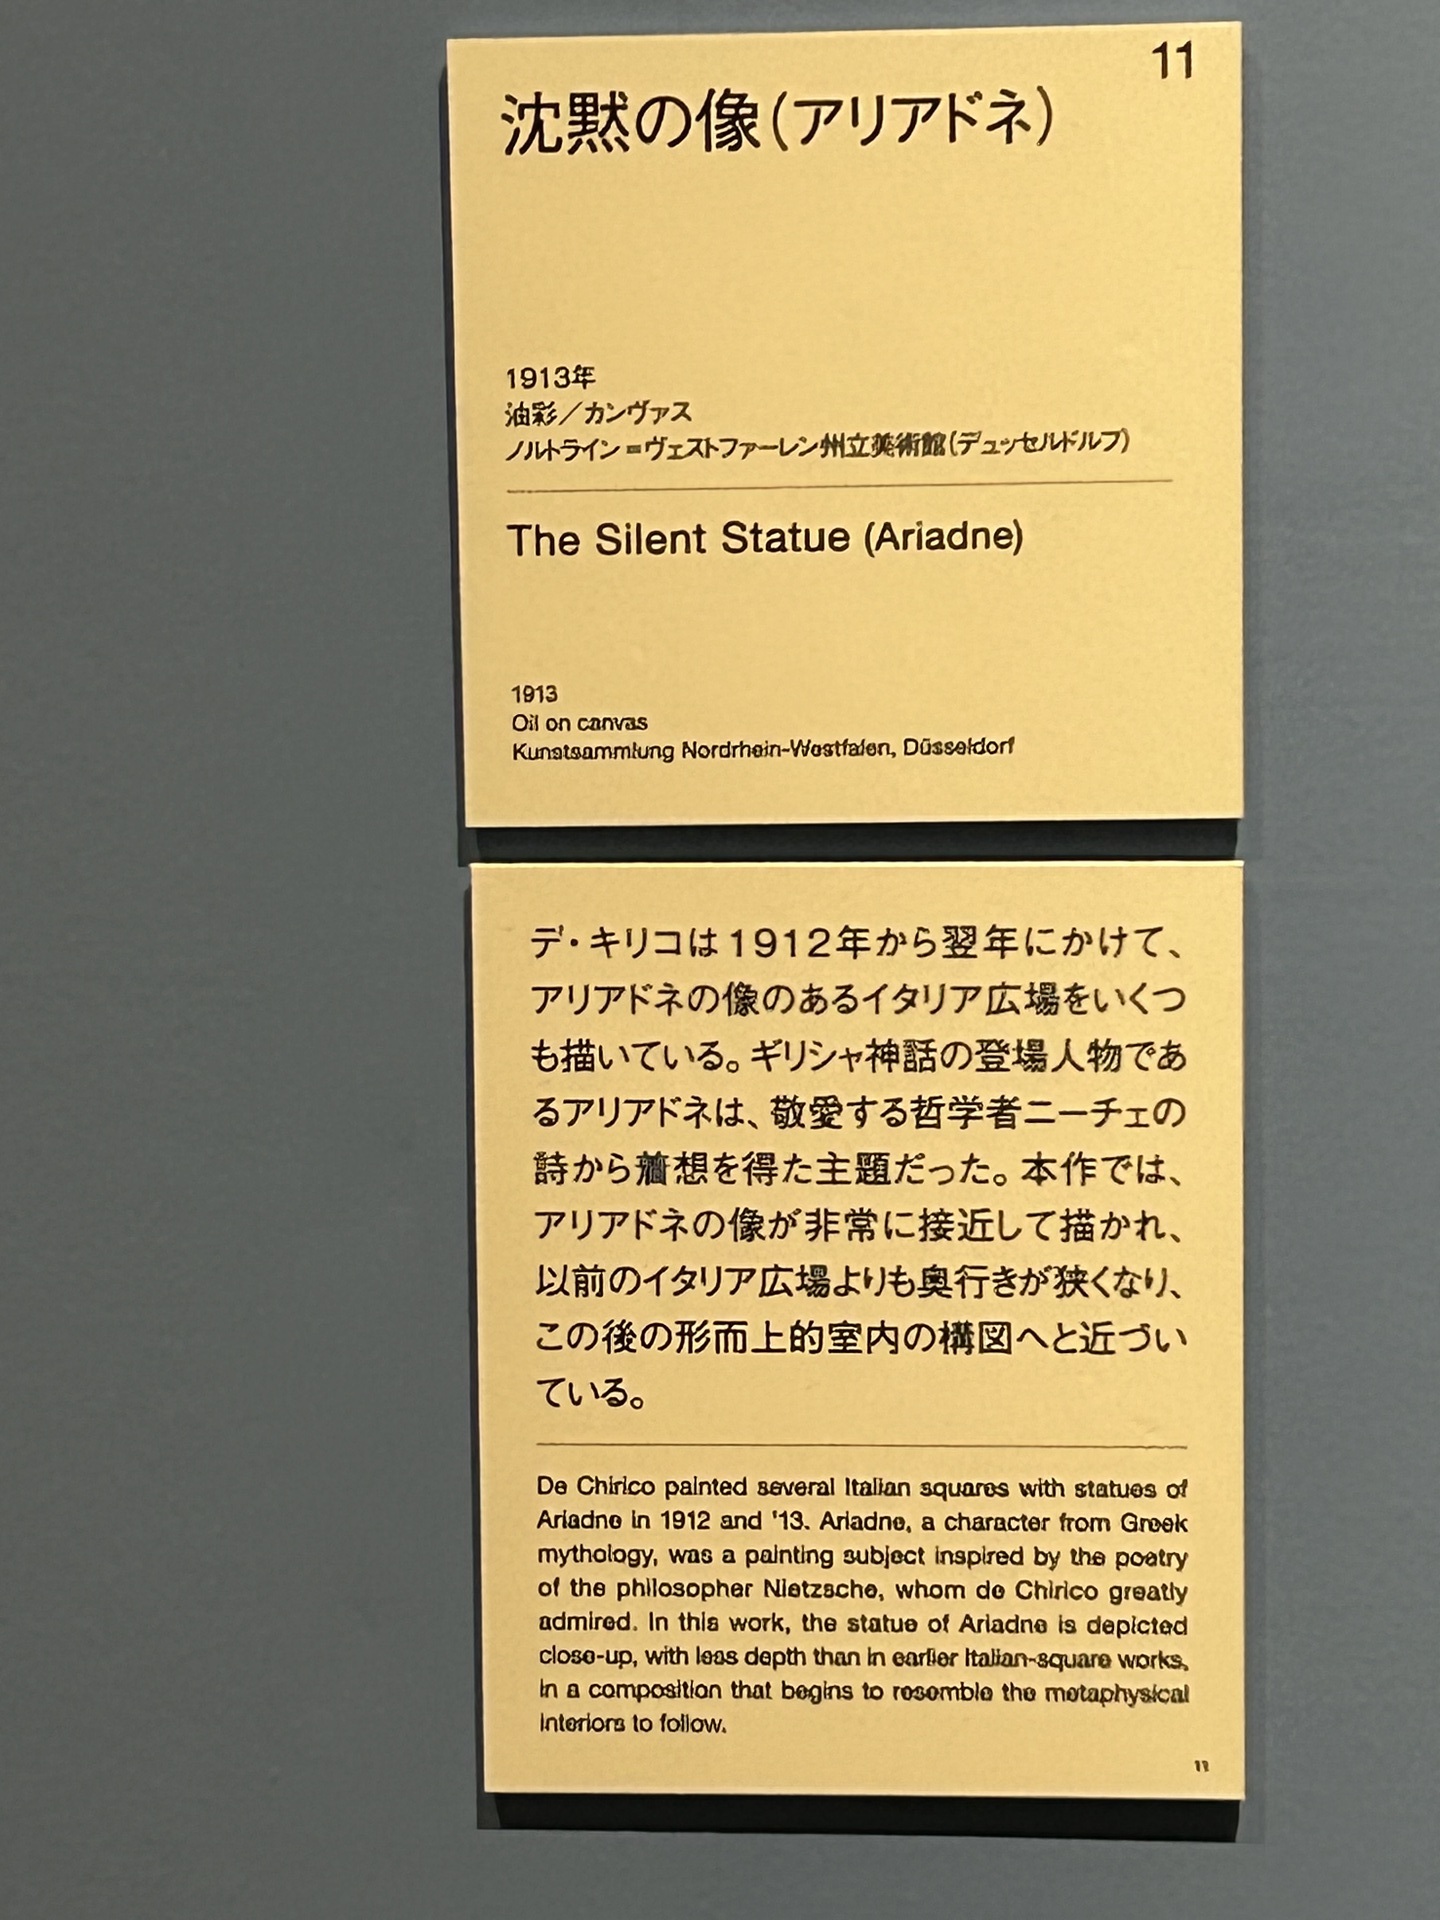 11
沈黙の像(アリアドネ)
1913年
油彩／カンヴァス
ノルトライン＝ヴェストファーレン州立美術館(デュッセルドルフ)
The Silent Statue (Ariadne)
1913
Oil on canvas
Kunstsammlung Nordrhein-Westfalen, Düsseldorf
デ・キリコは1912年から翌年にかけて、
アリアドネの像のあるイタリア広場をいくつ
も描いている。ギリシャ神話の登場人物であ
るアリアドネは、敬愛する哲学者ニーチェの
詩から着想を得た主題だった。本作では、
アリアドネの像が非常に接近して描かれ、
以前のイタリア広場よりも奥行きが狭くなり、
この後の形而上的室内の構図へと近づい
ている。
De Chirico painted several Italian squares with statues of
Ariadne in 1912 and '13. Ariadne, a character from Greek
mythology, was a painting subject inspired by the poetry
of the philosopher Nietzsche, whom de Chirico greatly
admired. In this work, the statue of Ariadne is depicted
close-up, with less depth than in earlier Italian-square works,
in a composition that begins to resemble the metaphysical
interiors to follow.
11